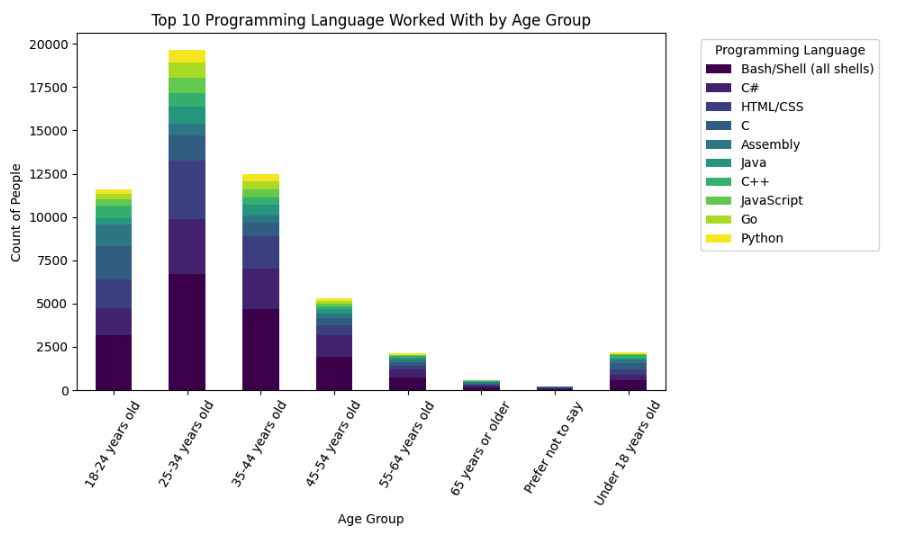 Top 10 Programming Language Worked With by Age Group
Count of People
20000
17500
15000
12500
10000
7500
5000
2500
0
18-24 years old
25-34 years old
35-44 years old
45-54 years old
55-64 years old
65 years or older
Prefer not to say
Under 18 years old
Age Group
Programming Language
Bash/Shell (all shells)
C#
HTML/CSS
C
Assembly
Java
C++
JavaScript
Go
Python